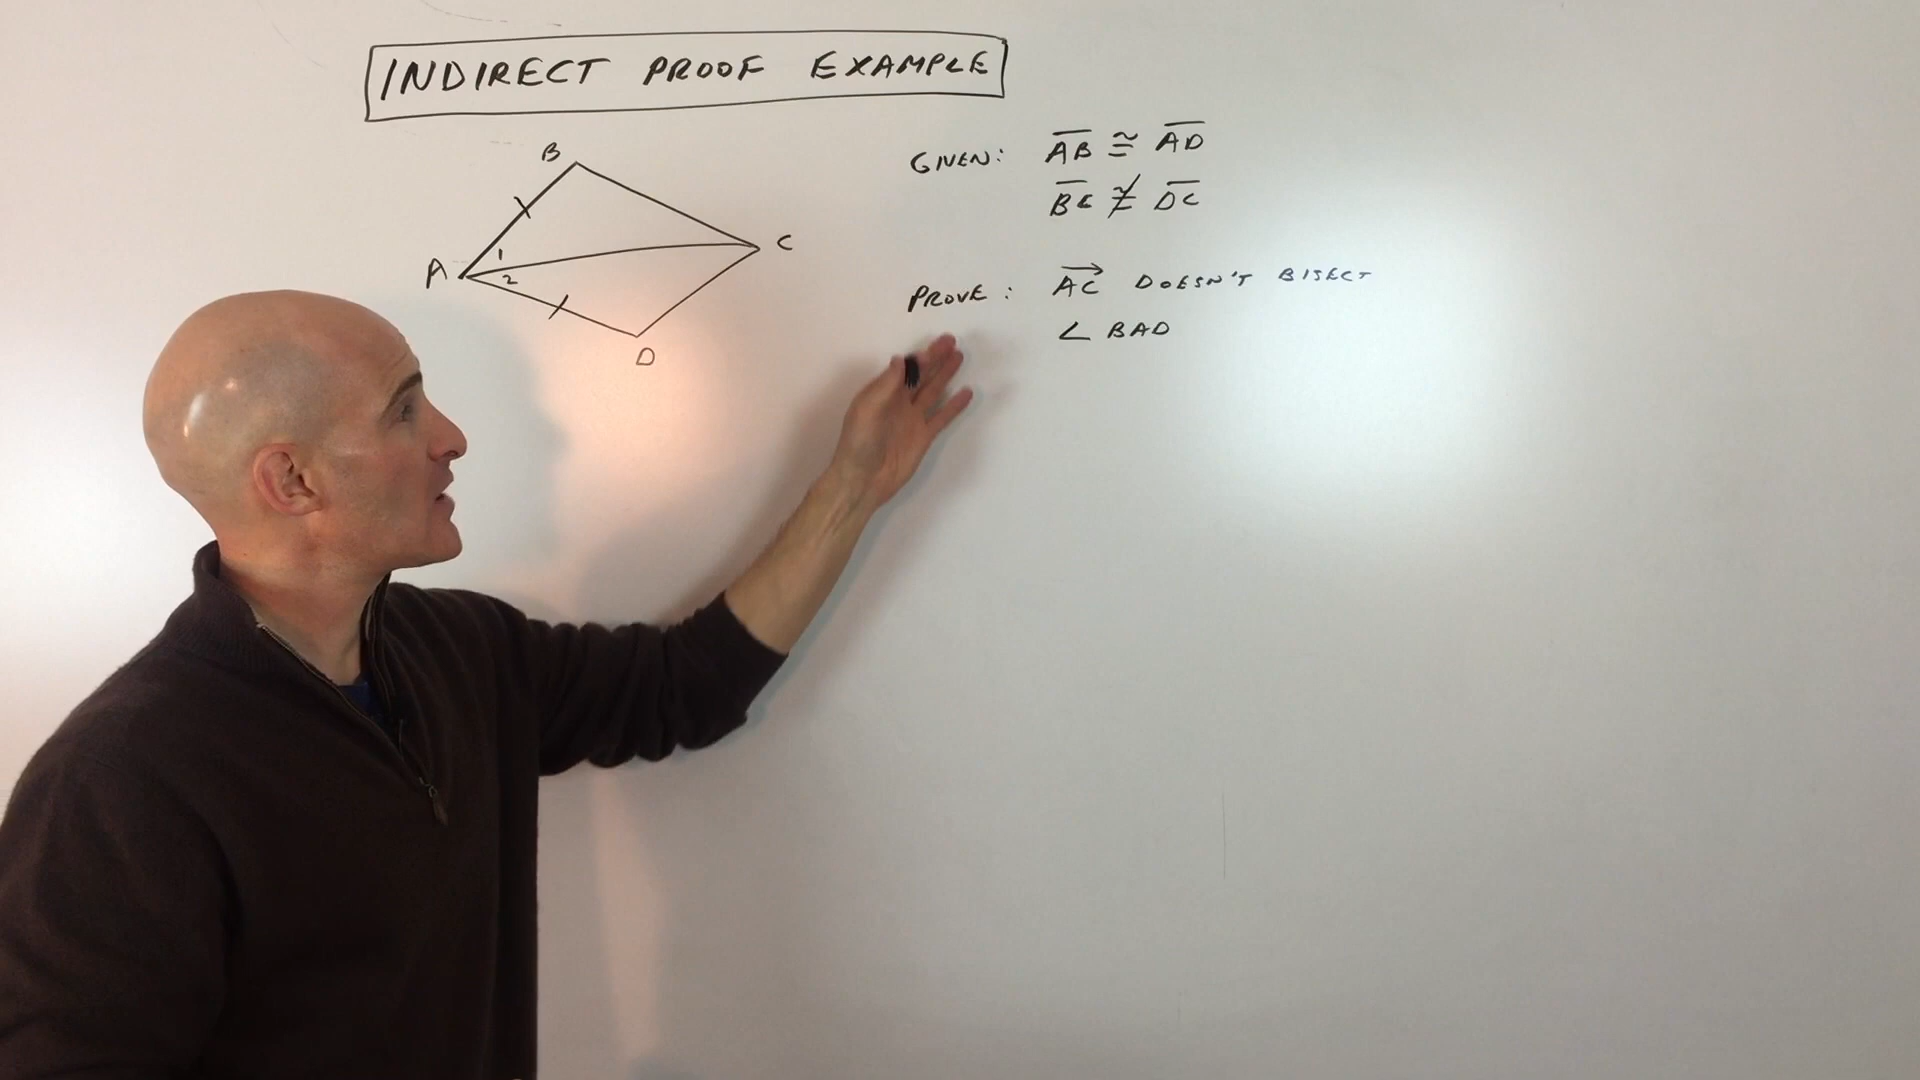 INDIRECT PROOF EXAMPLE
B
A
1
2
C
D
GIVEN: AB ≅ AD
BC ≇ DC
PROVE: AC DOESN'T BISECT
∠ BAD